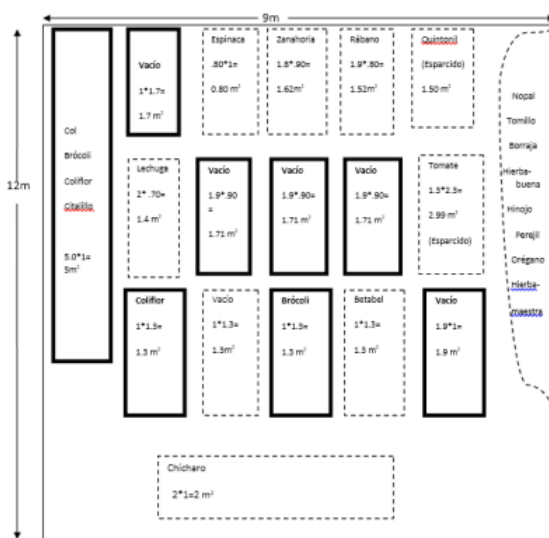 9m
12m
Col
Brócoli
Coliflor
Citalillo
5.0*1=
5m²
Vacío
1*1.7=
1.7 m²
Espinaca
.80*1=
0.80 m²
Zanahoria
1.8*.90=
1.62m²
Rábano
1.9*.80=
1.52m²
Quintonil
(Esparcido)
1.50 m²
Lechuga
2* .70=
1.4 m²
Vacío
1.9*.90
=
1.71 m²
Vacío
1.9*.90=
1.71 m²
Vacío
1.9*.90=
1.71 m²
Tomate
1.3*2.3=
2.99 m²
(Esparcido)
Coliflor
1*1.3=
1.3 m²
Vacío
1*1.3=
1.3m²
Brócoli
1*1.3=
1.3 m²
Betabel
1*1.3=
1.3 m²
Vacío
1.9*1=
1.9 m²
Chícharo
2*1=2 m²
Nopal
Tomillo
Borraja
Hierba-
buena
Hinojo
Perejil
Orégano
Hierba-
maestra